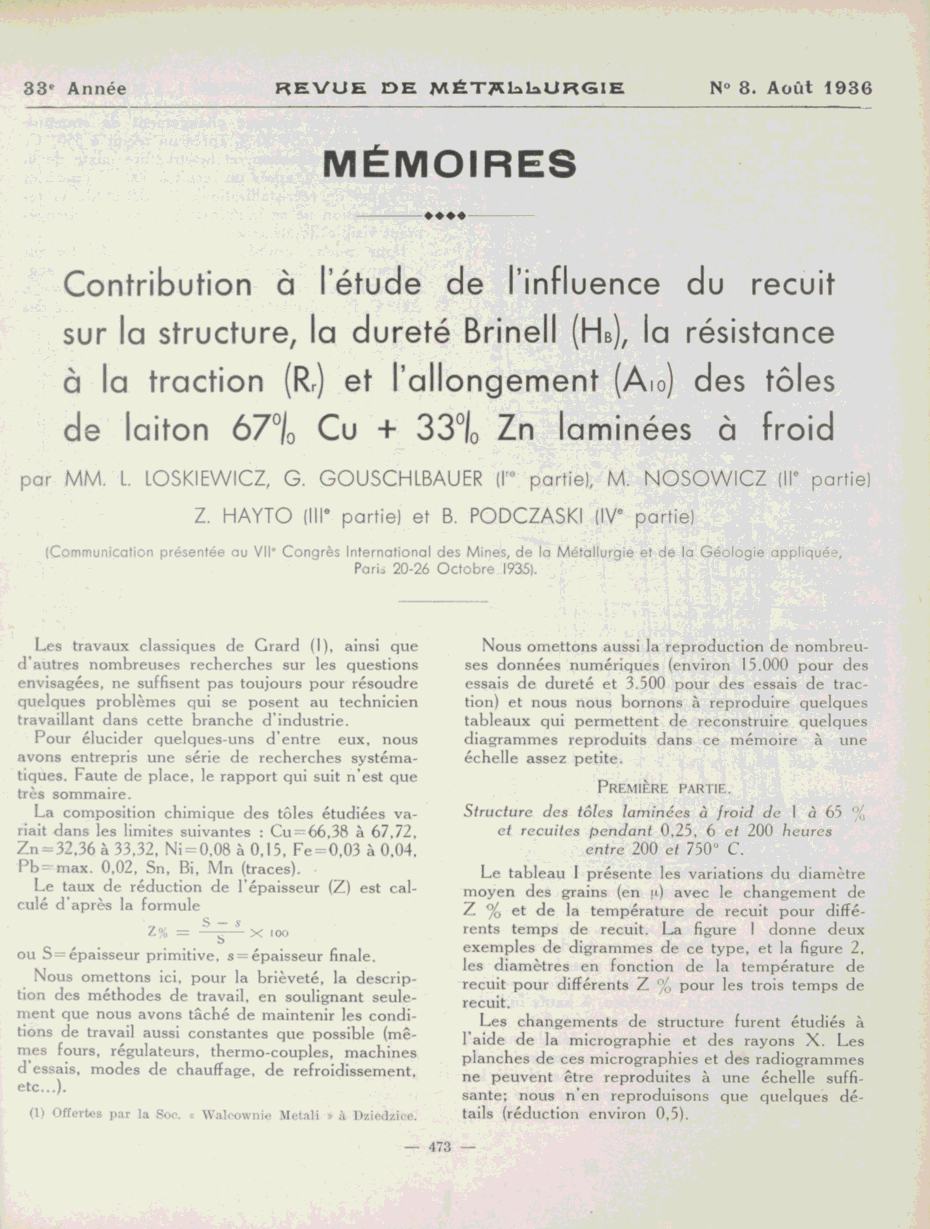 33e Année REVUE DE MÉTALLURGIE No 8. Août 1936
MÉMOIRES
Contribution à l'étude de l'influence du recuit
sur la structure, la dureté Brinell (HB), la résistance
à la traction (Rr) et l'allongement (A10) des tôles
de laiton 67% Cu + 33% Zn laminées à froid
par MM. L. LOSKIEWICZ, G. GOUSCHLBAUER (Ire partie), M. NOSOWICZ (IIe partie)
Z. HAYTO (IIIe partie) et B. PODCZASKI (IVe partie)
(Communication présentée au VIIe Congrès International des Mines, de la Métallurgie et de la Géologie appliquée,
Paris 20-26 Octobre 1935).
Les travaux classiques de Grard (1), ainsi que
d'autres nombreuses recherches sur les questions
envisagées, ne suffisent pas toujours pour résoudre
quelques problèmes qui se posent au technicien
travaillant dans cette branche d'industrie.
Pour élucider quelques-uns d'entre eux, nous
avons entrepris une série de recherches systéma-
tiques. Faute de place, le rapport qui suit n'est que
très sommaire.
La composition chimique des tôles étudiées va-
riait dans les limites suivantes : Cu=66,38 à 67,72,
Zn=32,36 à 33,32, Ni=0,08 à 0,15, Fe=0,03 à 0,04,
Pb=max. 0,02, Sn, Bi, Mn (traces).
Le taux de réduction de l'épaisseur (Z) est cal-
culé d'après la formule
Z% = S — s / S × 100
ou S=épaisseur primitive, s=épaisseur finale.
Nous omettons ici, pour la brièveté, la descrip-
tion des méthodes de travail, en soulignant seule-
ment que nous avons tâché de maintenir les condi-
tions de travail aussi constantes que possible (mê-
mes fours, régulateurs, thermo-couples, machines
d'essais, modes de chauffage, de refroidissement,
etc...).
(1) Offertes par la Soc. « Walcownie Metali » à Dziedzice.
Nous omettons aussi la reproduction de nombreu-
ses données numériques (environ 15.000 pour des
essais de dureté et 3.500 pour des essais de trac-
tion) et nous nous bornons à reproduire quelques
tableaux qui permettent de reconstruire quelques
diagrammes reproduits dans ce mémoire à une
échelle assez petite.
PREMIÈRE PARTIE.
Structure des tôles laminées à froid de 1 à 65 %
et recuites pendant 0,25, 6 et 200 heures
entre 200 et 750° C.
Le tableau I présente les variations du diamètre
moyen des grains (en µ) avec le changement de
Z % et de la température de recuit pour diffé-
rents temps de recuit. La figure 1 donne deux
exemples de digrammes de ce type, et la figure 2,
les diamètres en fonction de la température de
recuit pour différents Z % pour les trois temps de
recuit.
Les changements de structure furent étudiés à
l'aide de la micrographie et des rayons X. Les
planches de ces micrographies et des radiogrammes
ne peuvent être reproduites à une échelle suffi-
sante; nous n'en reproduisons que quelques dé-
tails (réduction environ 0,5).
— 473 —